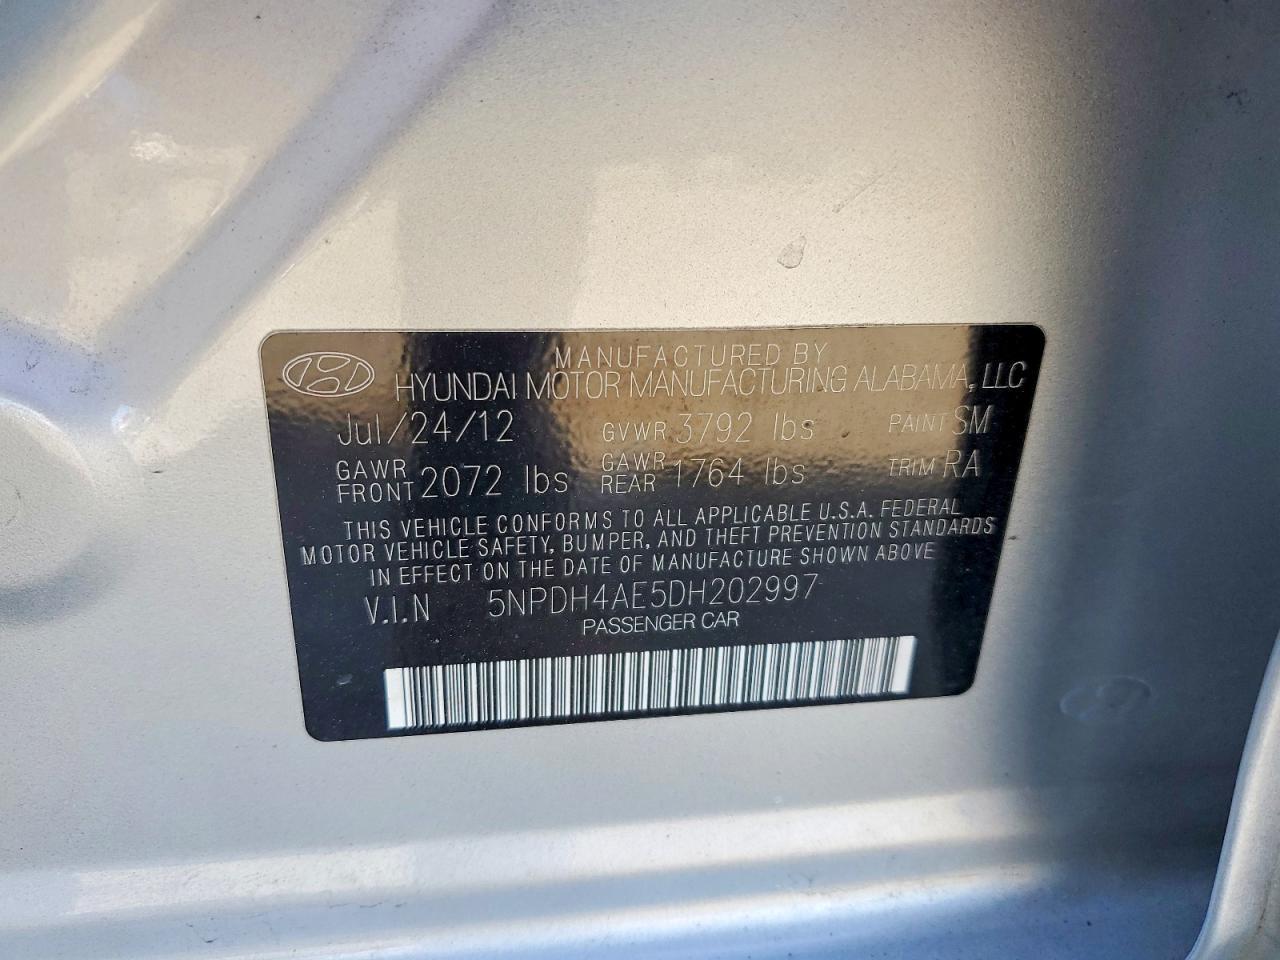 MANUFACTURED BY
HYUNDAI MOTOR MANUFACTURING ALABAMA, LLC
Jul/24/12 GVWR 3792 lbs PAINT SM
GAWR FRONT 2072 lbs GAWR REAR 1764 lbs TRIM RA
THIS VEHICLE CONFORMS TO ALL APPLICABLE U.S.A. FEDERAL
MOTOR VEHICLE SAFETY, BUMPER, AND THEFT PREVENTION STANDARDS
IN EFFECT ON THE DATE OF MANUFACTURE SHOWN ABOVE
V.I.N 5NPDH4AE5DH202997
PASSENGER CAR